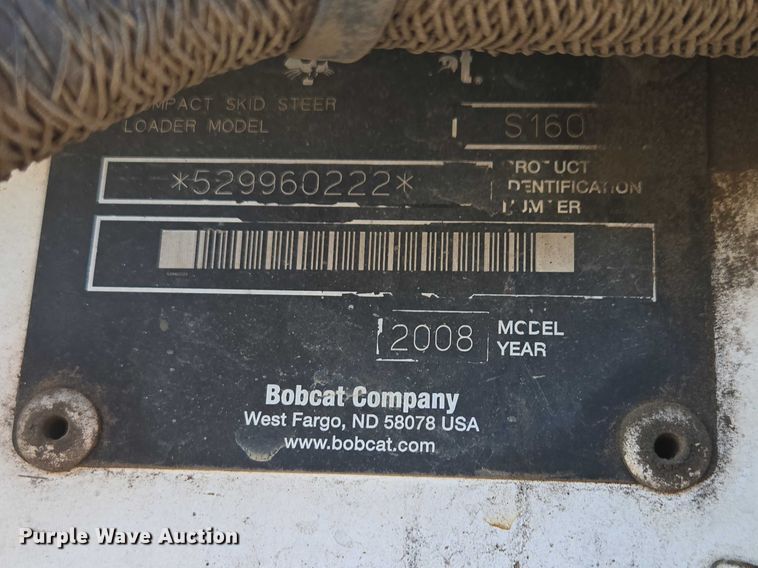 COMPACT SKID STEER
LOADER MODEL
S160
*529960222*
PRODUCT
IDENTIFICATION
NUMBER
2008
MODEL
YEAR
Bobcat Company
West Fargo, ND 58078 USA
www.bobcat.com
Purple Wave Auction